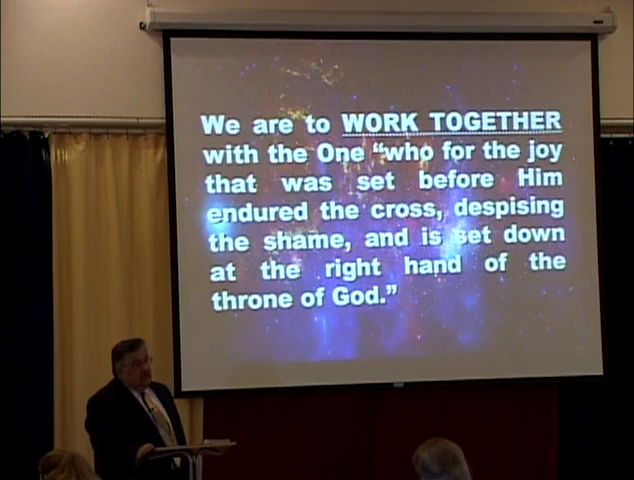 We are to WORK TOGETHER
with the One “who for the joy
that was set before Him
endured the cross, despising
the shame, and is set down
at the right hand of the
throne of God.”